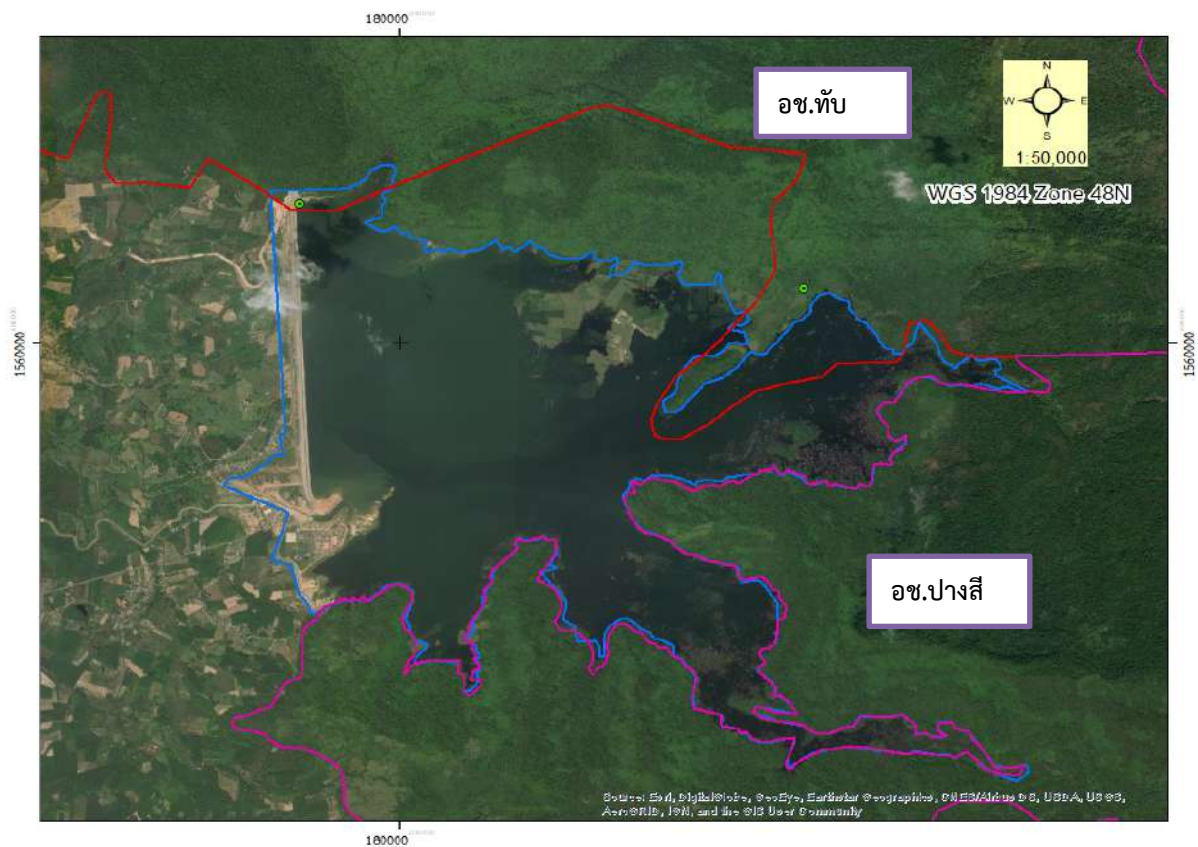 180000
อช.ทับ
N
W E
S
1:50,000
WGS 1984 Zone 48N
1560000
1560000
อช.ปางสี
Source: Esri, DigitalGlobe, GeoEye, Earthstar Geographics, CNES/Airbus DS, USDA, USGS,
AeroGRID, IGN, and the GIS User Community
180000